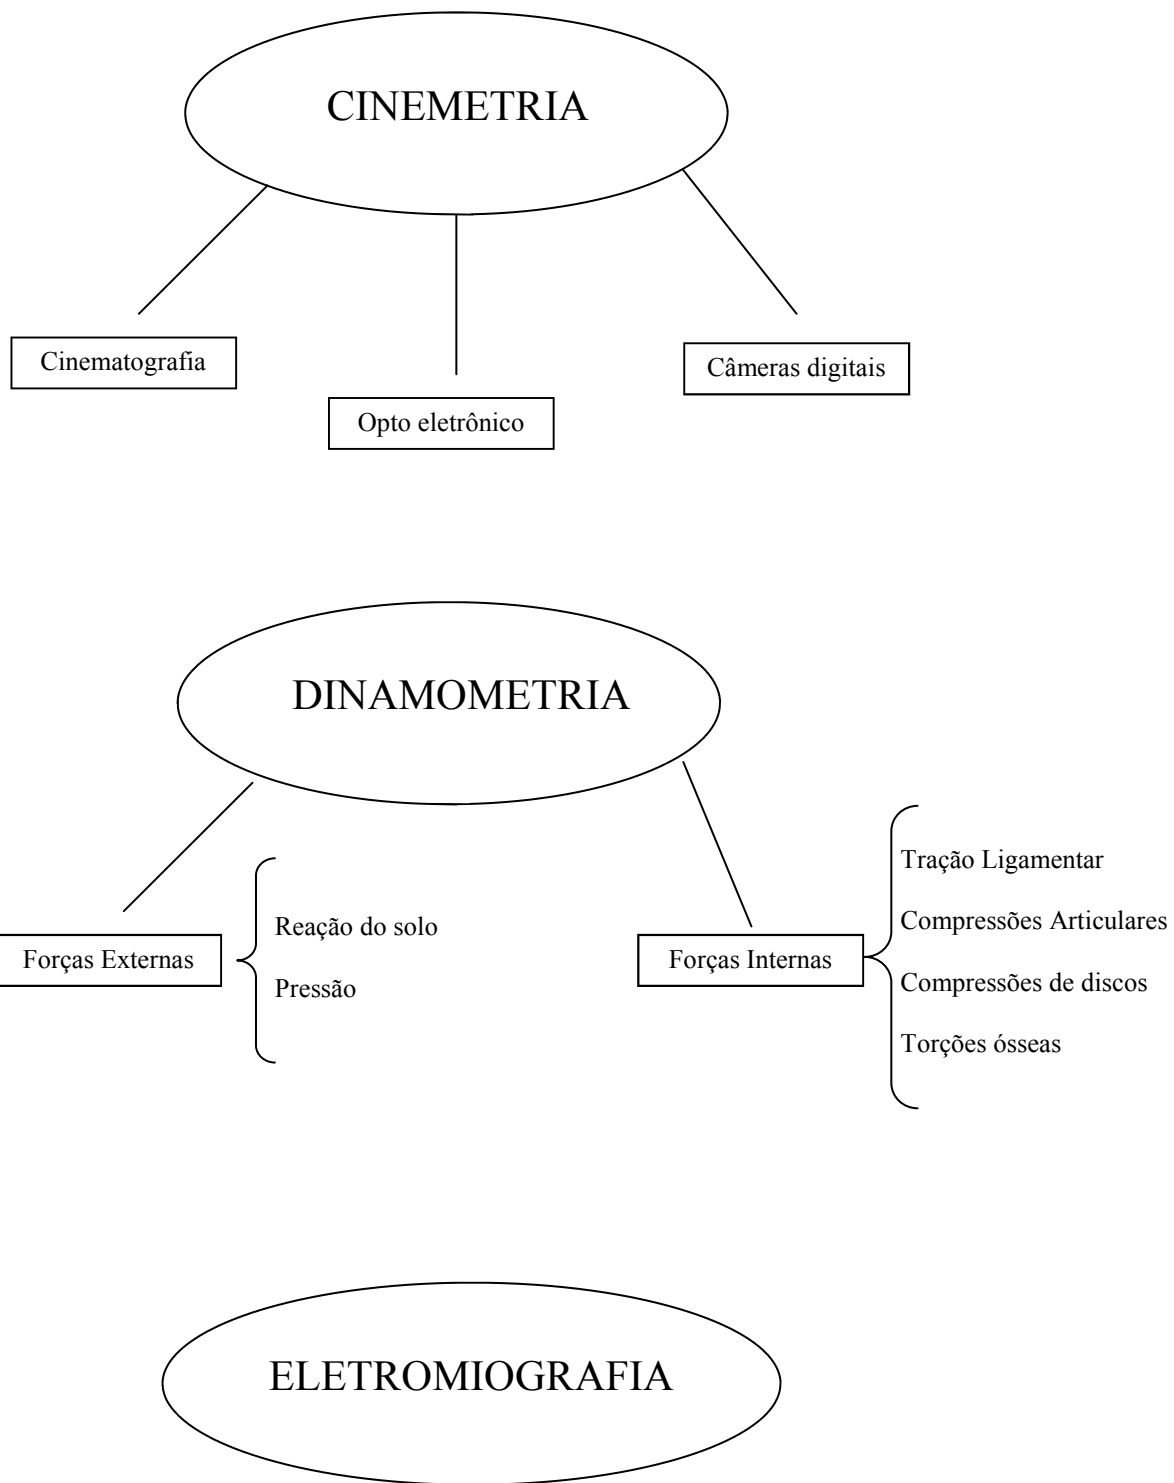 CINEMETRIA
Cinematografia
Opto eletrônico
Câmeras digitais
DINAMOMETRIA
Forças Externas
Reação do solo
Pressão
Forças Internas
Tração Ligamentar
Compressões Articulares
Compressões de discos
Torções ósseas
ELETROMIOGRAFIA